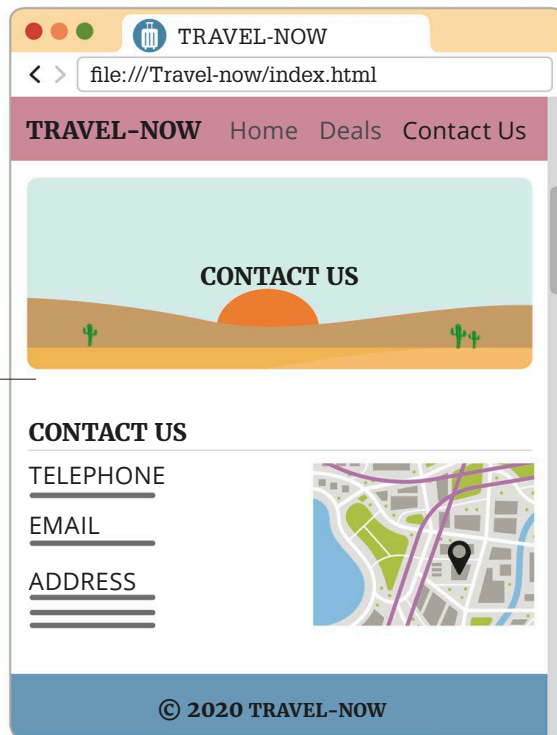 TRAVEL-NOW
file:///Travel-now/index.html
TRAVEL-NOW Home Deals Contact Us
CONTACT US
CONTACT US
TELEPHONE
EMAIL
ADDRESS
© 2020 TRAVEL-NOW